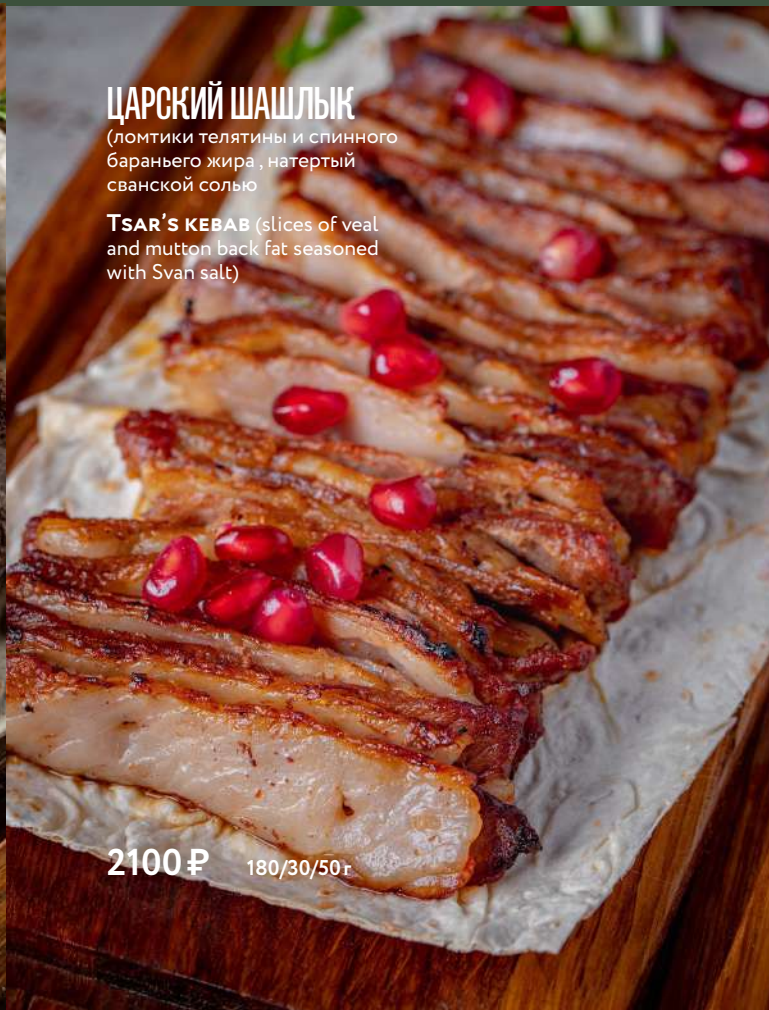 ЦАРСКИЙ ШАШЛЫК
(ломтики телятины и спинного
бараньего жира , натертый
сванской солью
Tsar's kebab (slices of veal
and mutton back fat seasoned
with Svan salt)
2100 ₽ 180/30/50 г